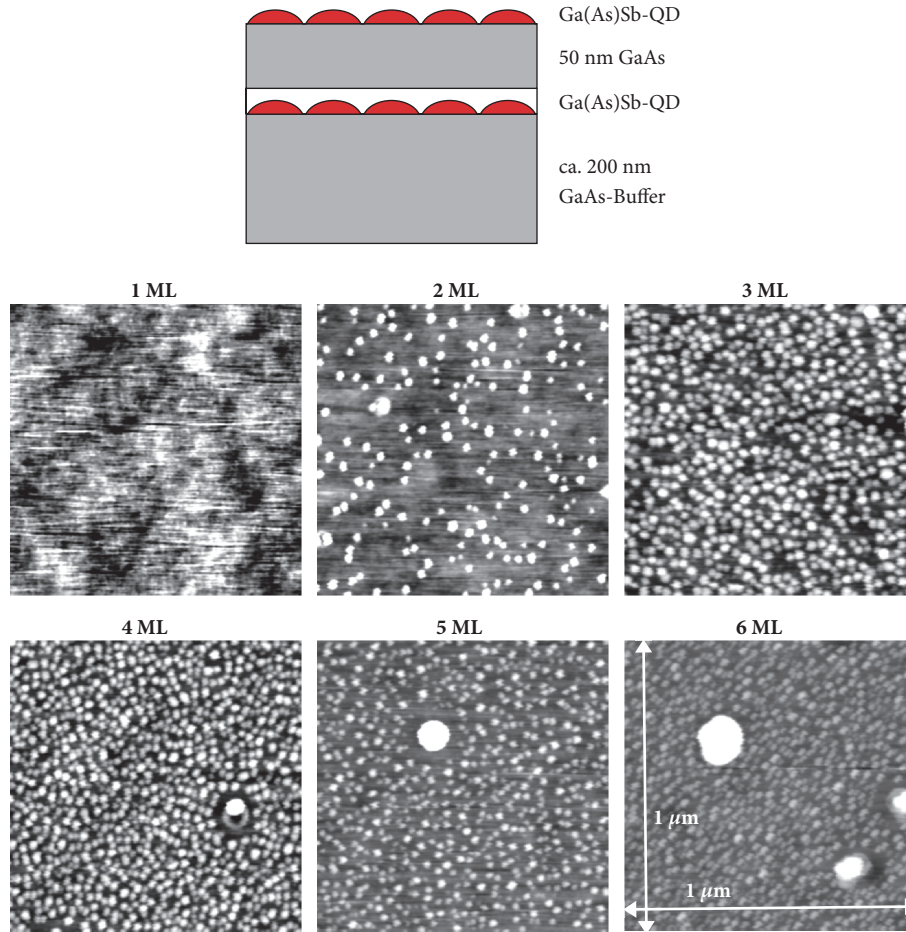 Ga(As)Sb-QD
50 nm GaAs
Ga(As)Sb-QD
ca. 200 nm
GaAs-Buffer
1 ML
2 ML
3 ML
4 ML
5 ML
6 ML
1 μm
1 μm